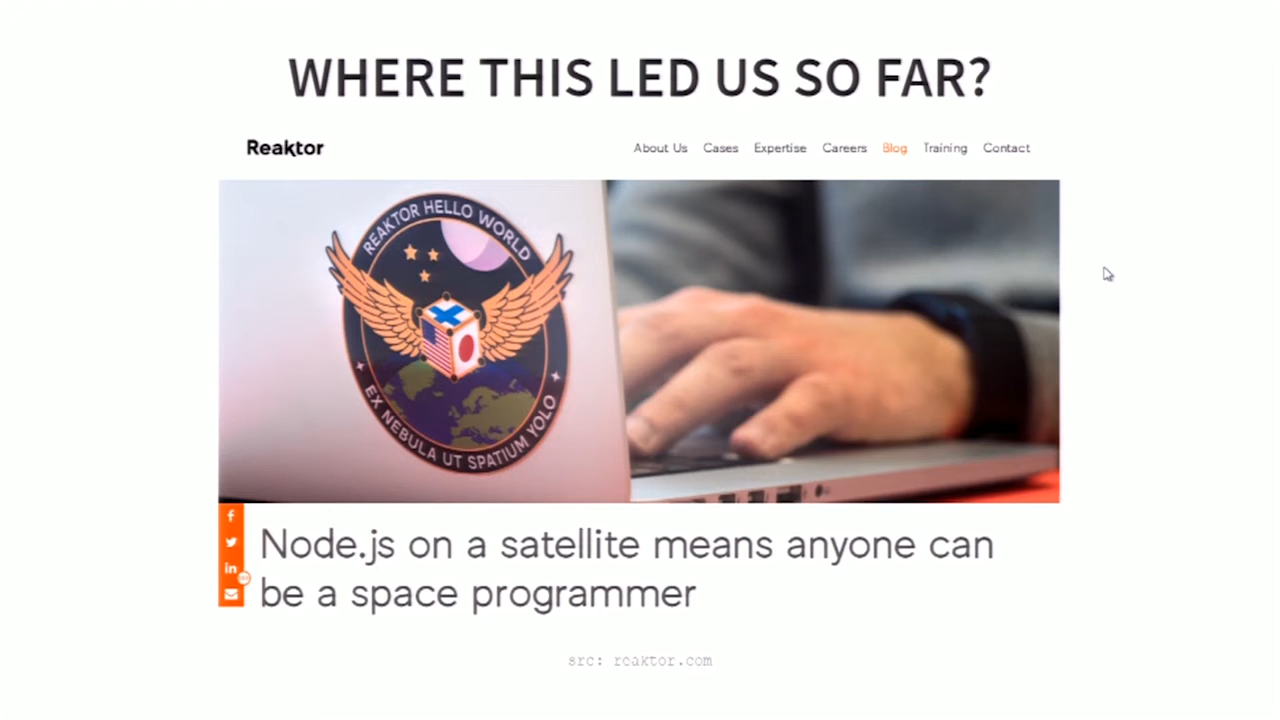 WHERE THIS LED US SO FAR?
Reaktor
About Us Cases Expertise Careers Blog Training Contact
REAKTOR HELLO WORLD
EX NEBULA UT SPATIUM YOLO
Node.js on a satellite means anyone can
be a space programmer
src: reaktor.com